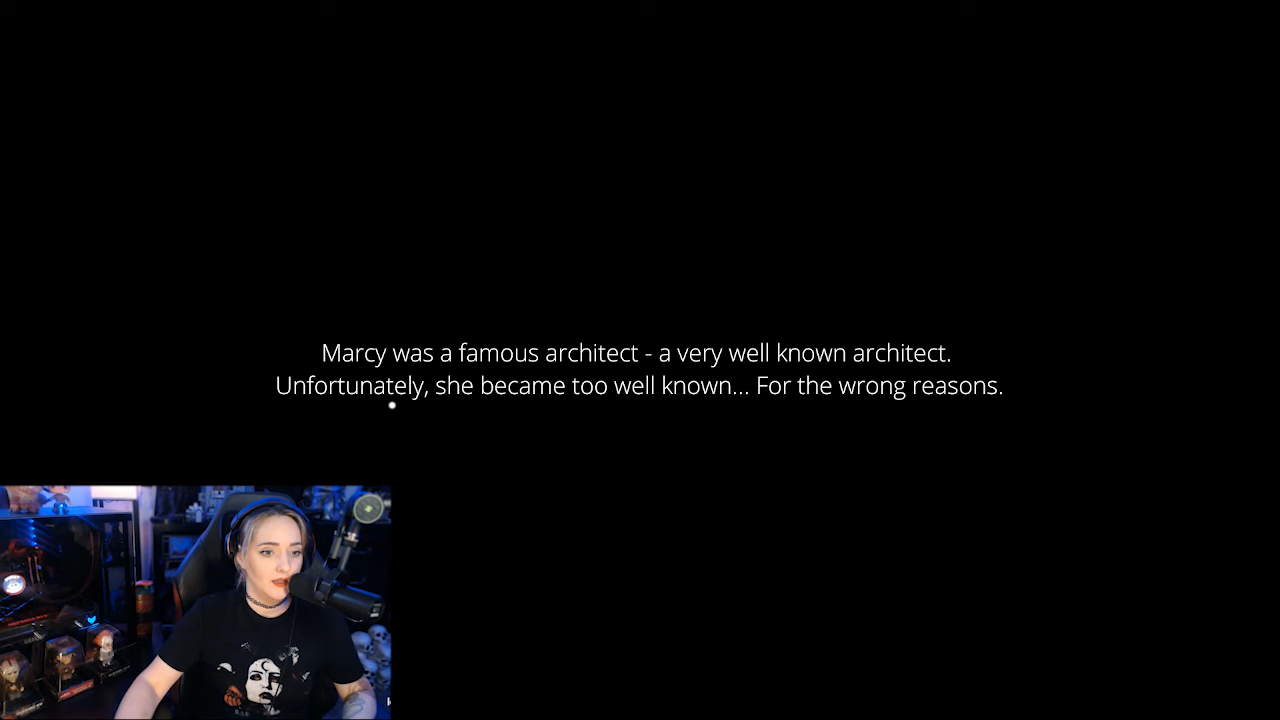 Marcy was a famous architect - a very well known architect.
Unfortunately, she became too well known... For the wrong reasons.